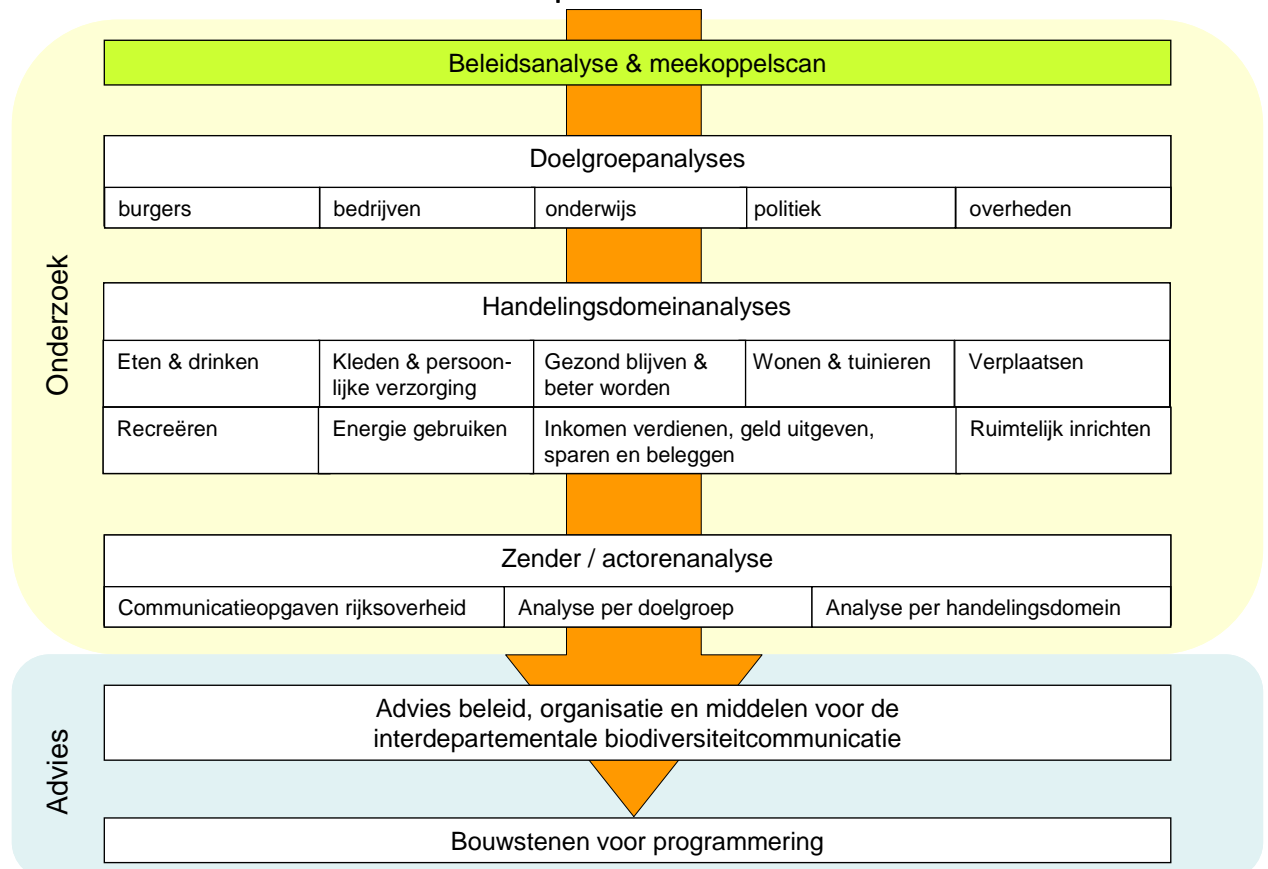 Beleidsanalyse & meekoppelscan
Doelgroepanalyses
burgers
bedrijven
onderwijs
politiek
overheden
Onderzoek
Handelingsdomeinanalyses
Eten & drinken
Kleden & persoon-
lijke verzorging
Gezond blijven &
beter worden
Wonen & tuinieren
Verplaatsen
Recreëren
Energie gebruiken
Inkomen verdienen, geld uitgeven,
sparen en beleggen
Ruimtelijk inrichten
Zender / actorenanalyse
Communicatieopgaven rijksoverheid
Analyse per doelgroep
Analyse per handelingsdomein
Advies
Advies beleid, organisatie en middelen voor de
interdepartementale biodiversiteitcommunicatie
Bouwstenen voor programmering